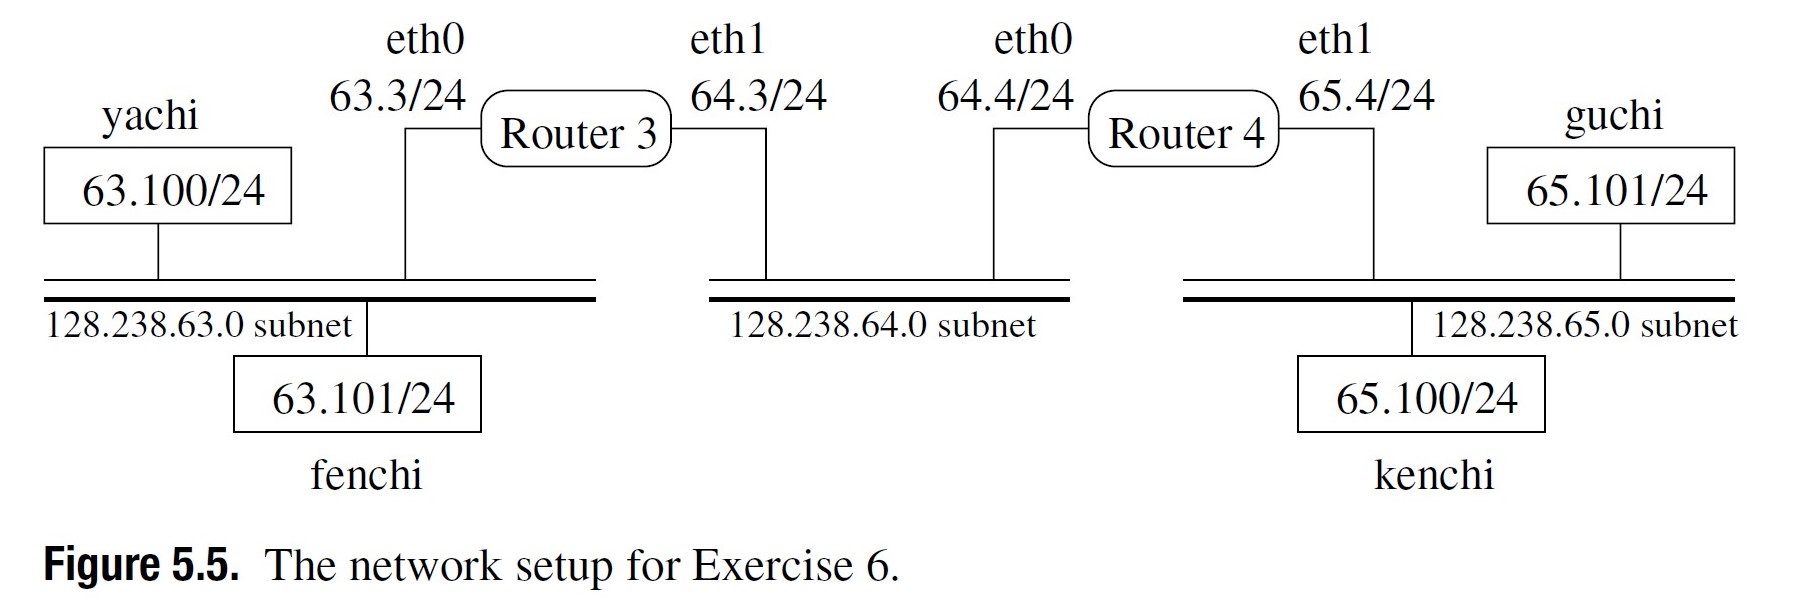 eth0
eth1
eth0
eth1
63.3/24
64.3/24
64.4/24
65.4/24
yachi
guchi
Router 3
Router 4
63.100/24
65.101/24
128.238.63.0 subnet
128.238.64.0 subnet
128.238.65.0 subnet
63.101/24
65.100/24
fenchi
kenchi
Figure 5.5. The network setup for Exercise 6.